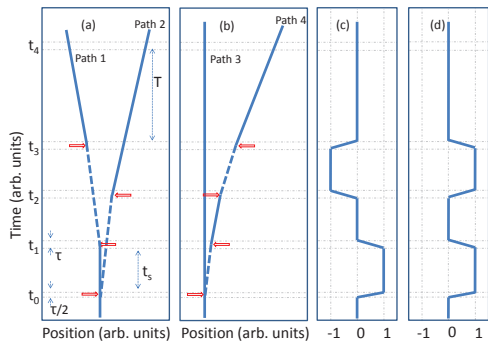 (a)
Path 2
(b)
Path 4
(c)
(d)
t4
Path 1
Path 3
T
t3
t2
t1
τ
ts
t0
τ/2
Time (arb. units)
-1 0 1
-1 0 1
Position (arb. units)
Position (arb. units)